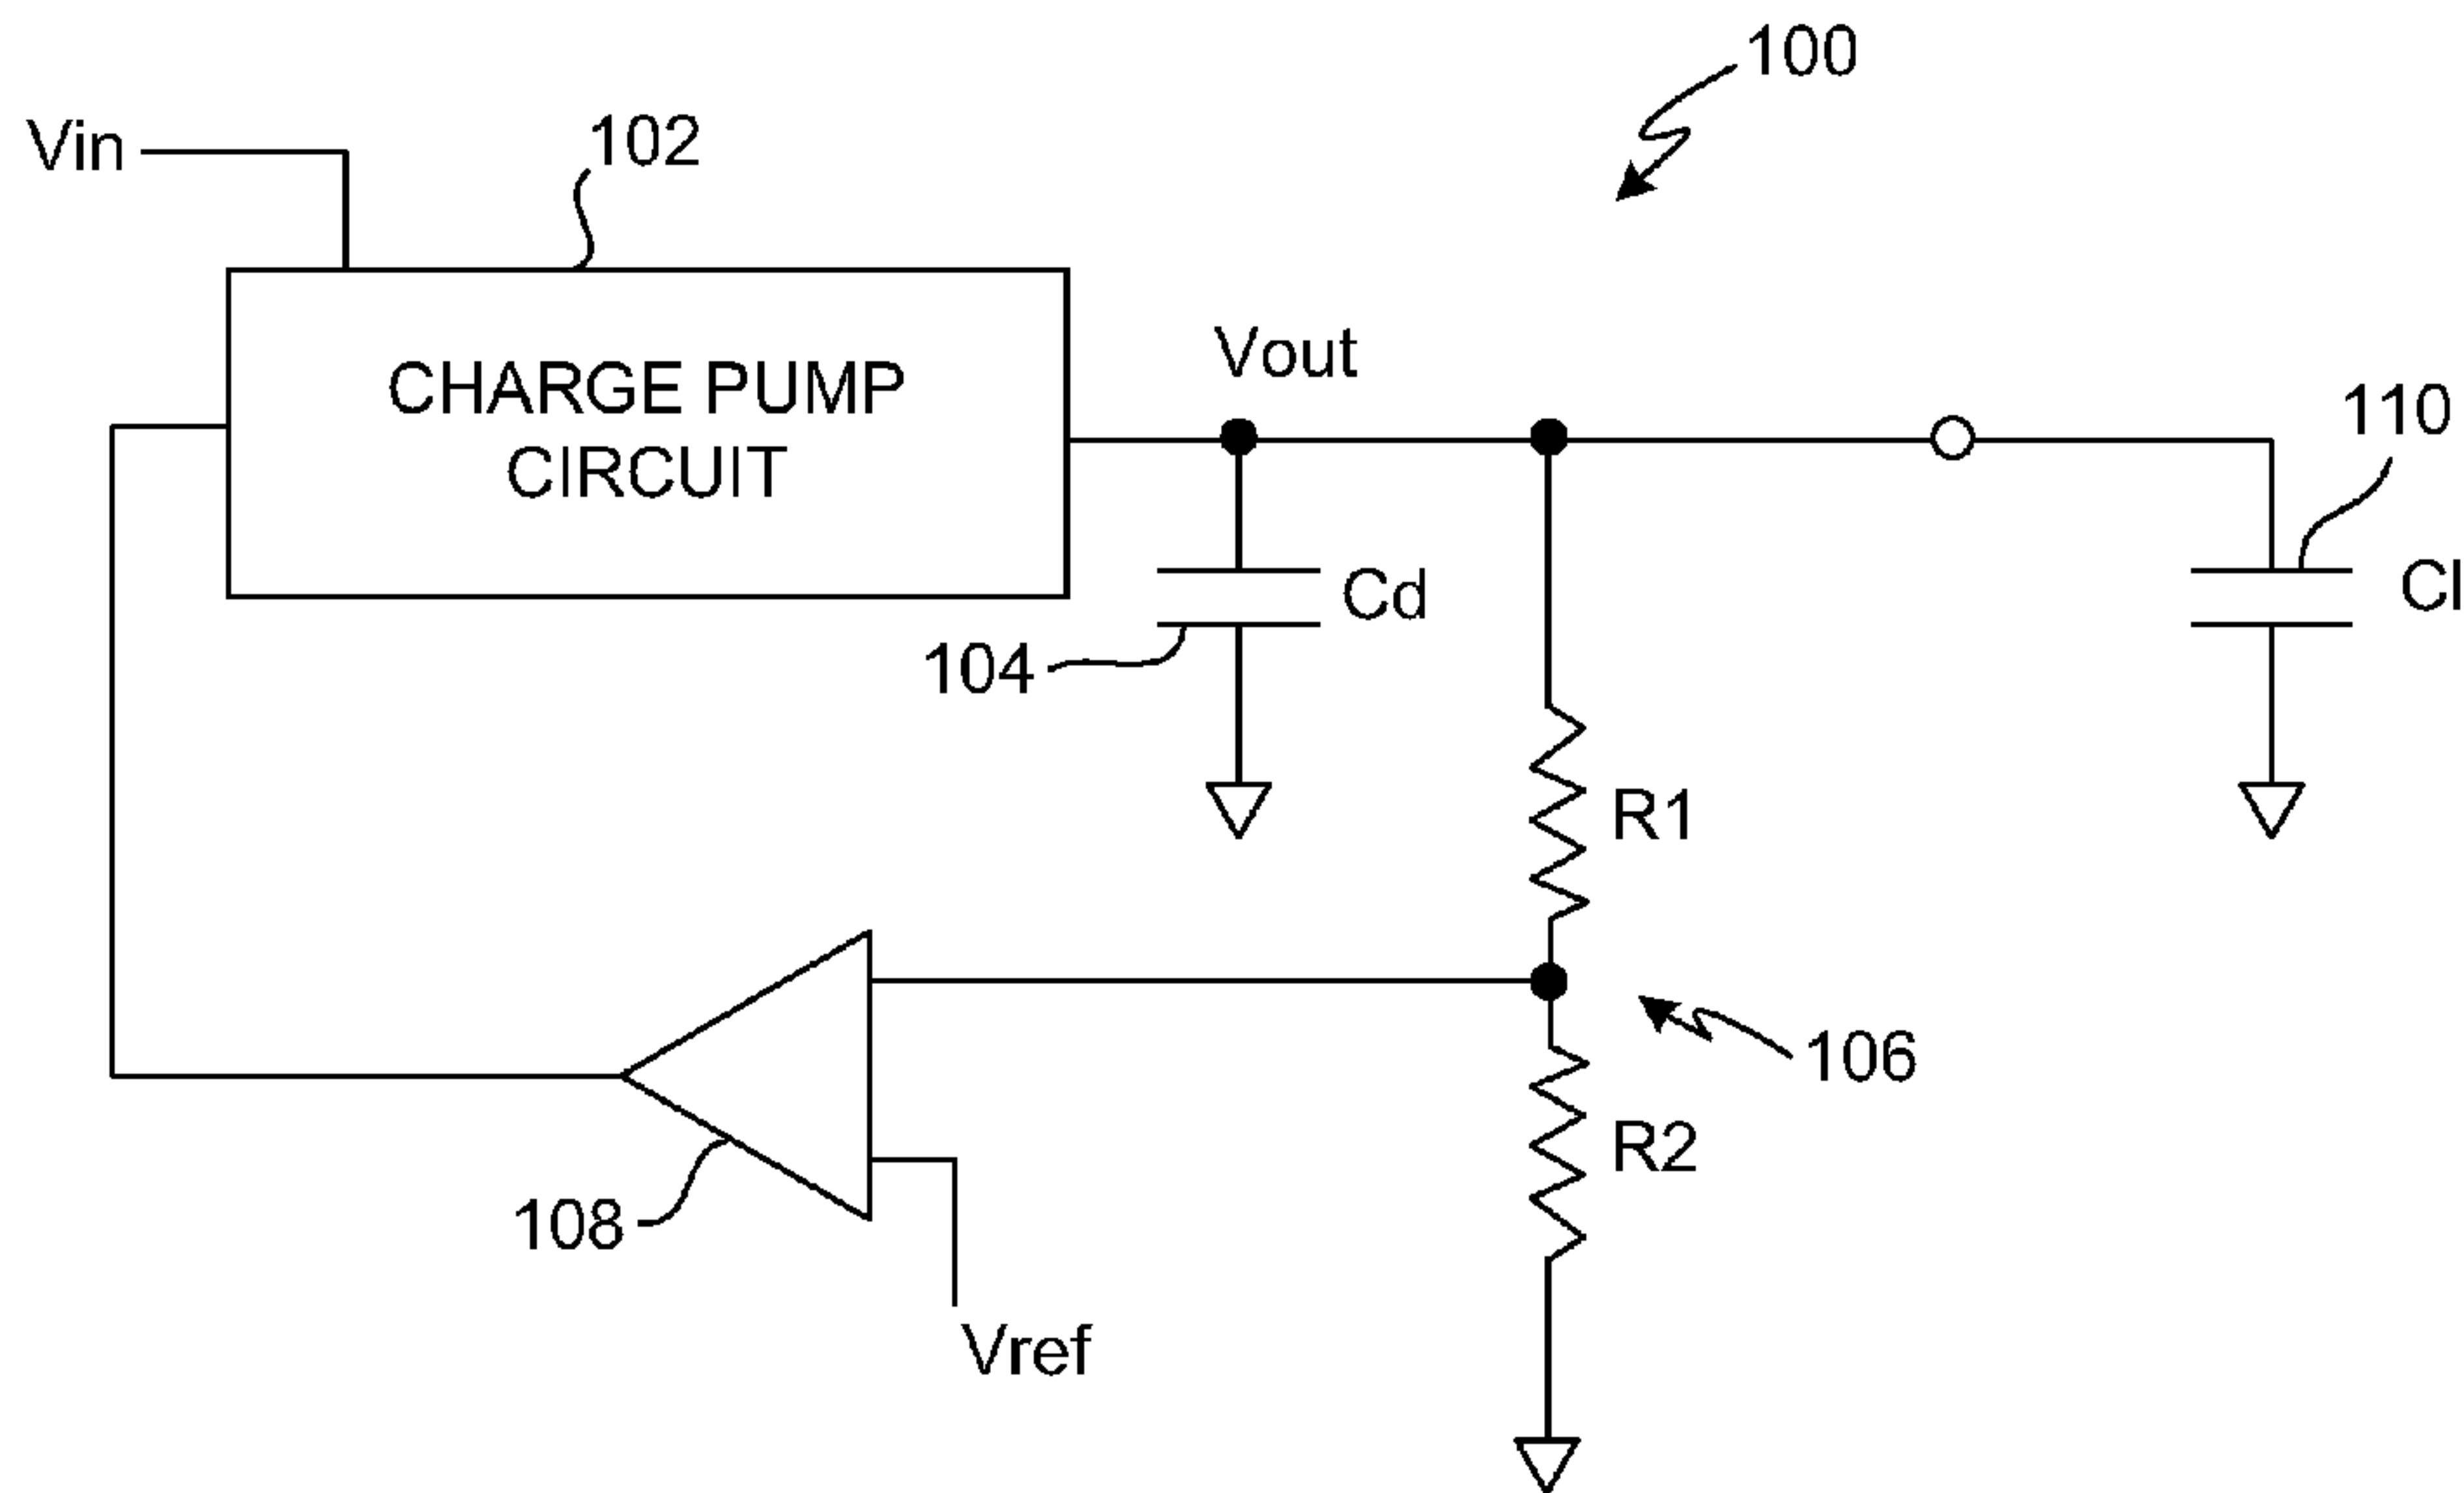 100
Vin
102
CHARGE PUMP
CIRCUIT
Vout
110
Cd
Cl
104
R1
106
R2
108
Vref